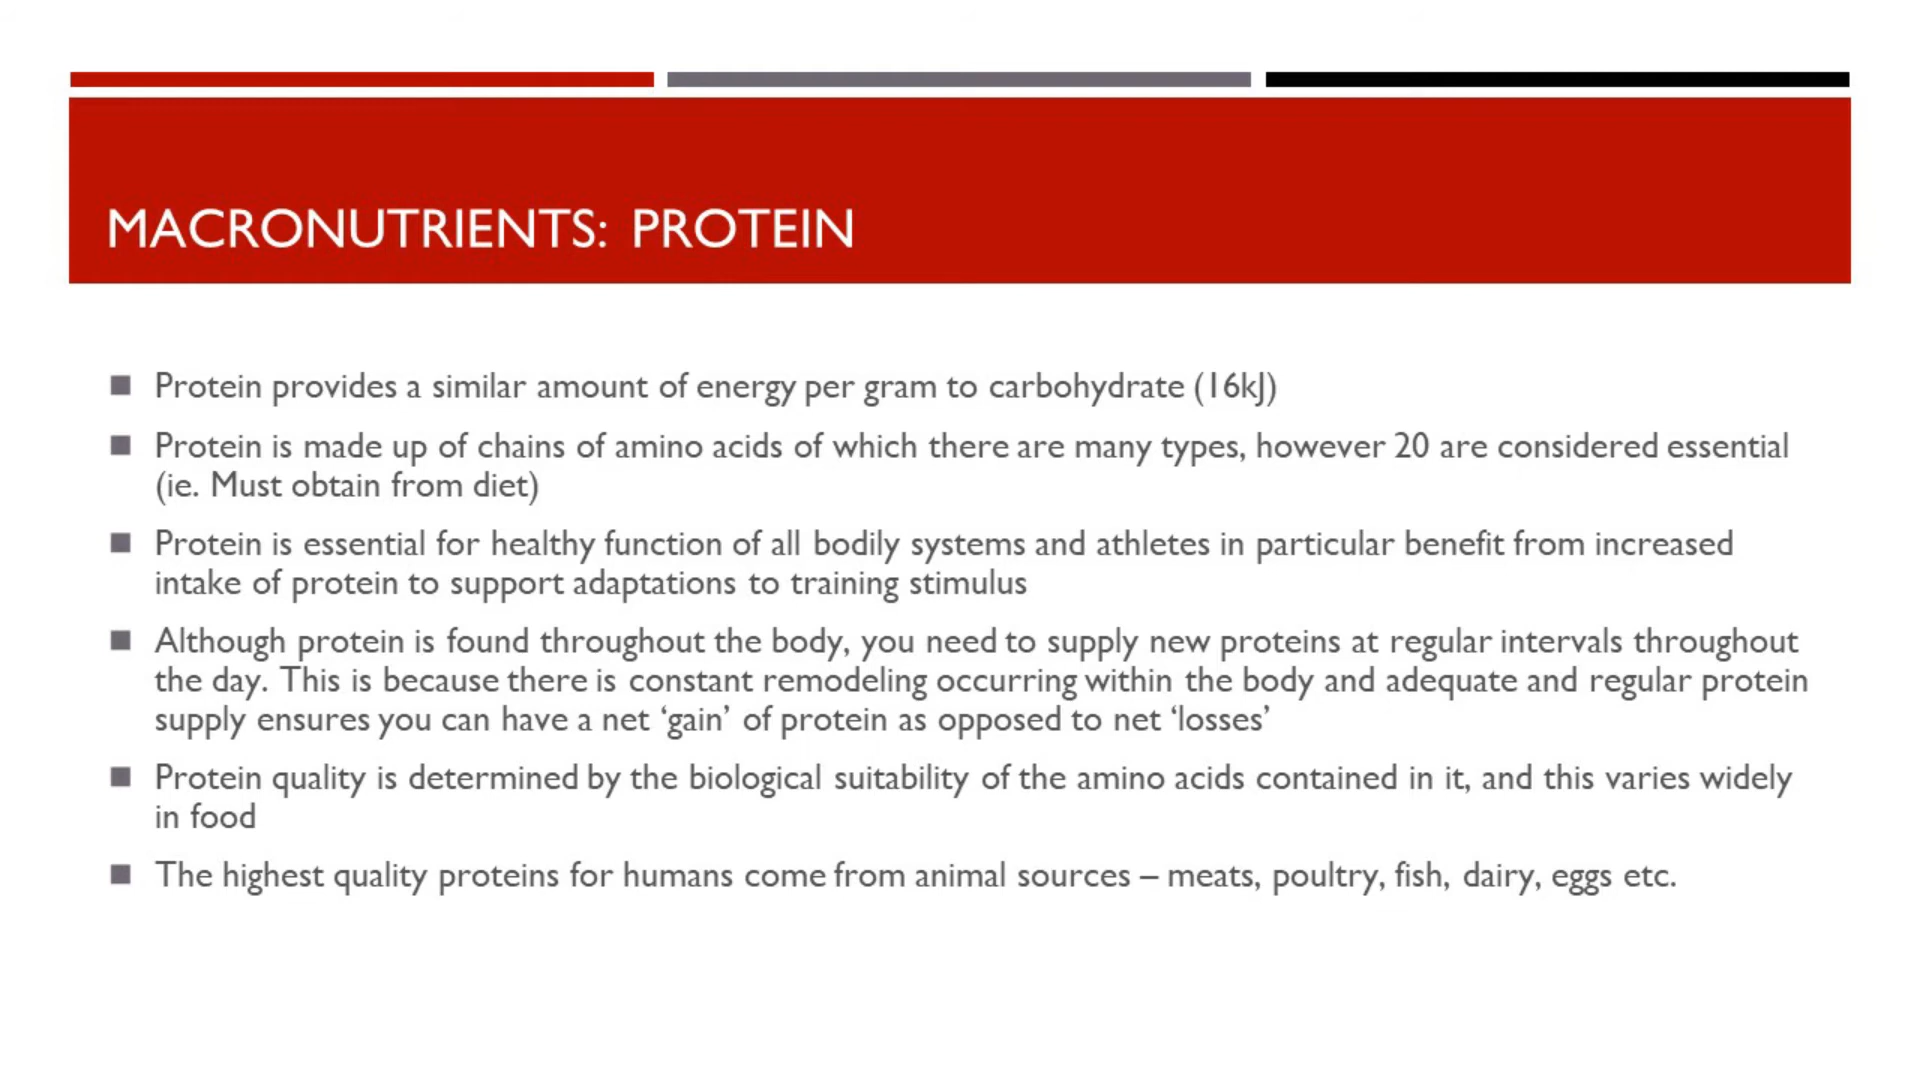 MACRONUTRIENTS: PROTEIN
Protein provides a similar amount of energy per gram to carbohydrate (16kJ)
Protein is made up of chains of amino acids of which there are many types, however 20 are considered essential
(ie. Must obtain from diet)
Protein is essential for healthy function of all bodily systems and athletes in particular benefit from increased
intake of protein to support adaptations to training stimulus
Although protein is found throughout the body, you need to supply new proteins at regular intervals throughout
the day. This is because there is constant remodeling occurring within the body and adequate and regular protein
supply ensures you can have a net ‘gain’ of protein as opposed to net ‘losses’
Protein quality is determined by the biological suitability of the amino acids contained in it, and this varies widely
in food
The highest quality proteins for humans come from animal sources – meats, poultry, fish, dairy, eggs etc.